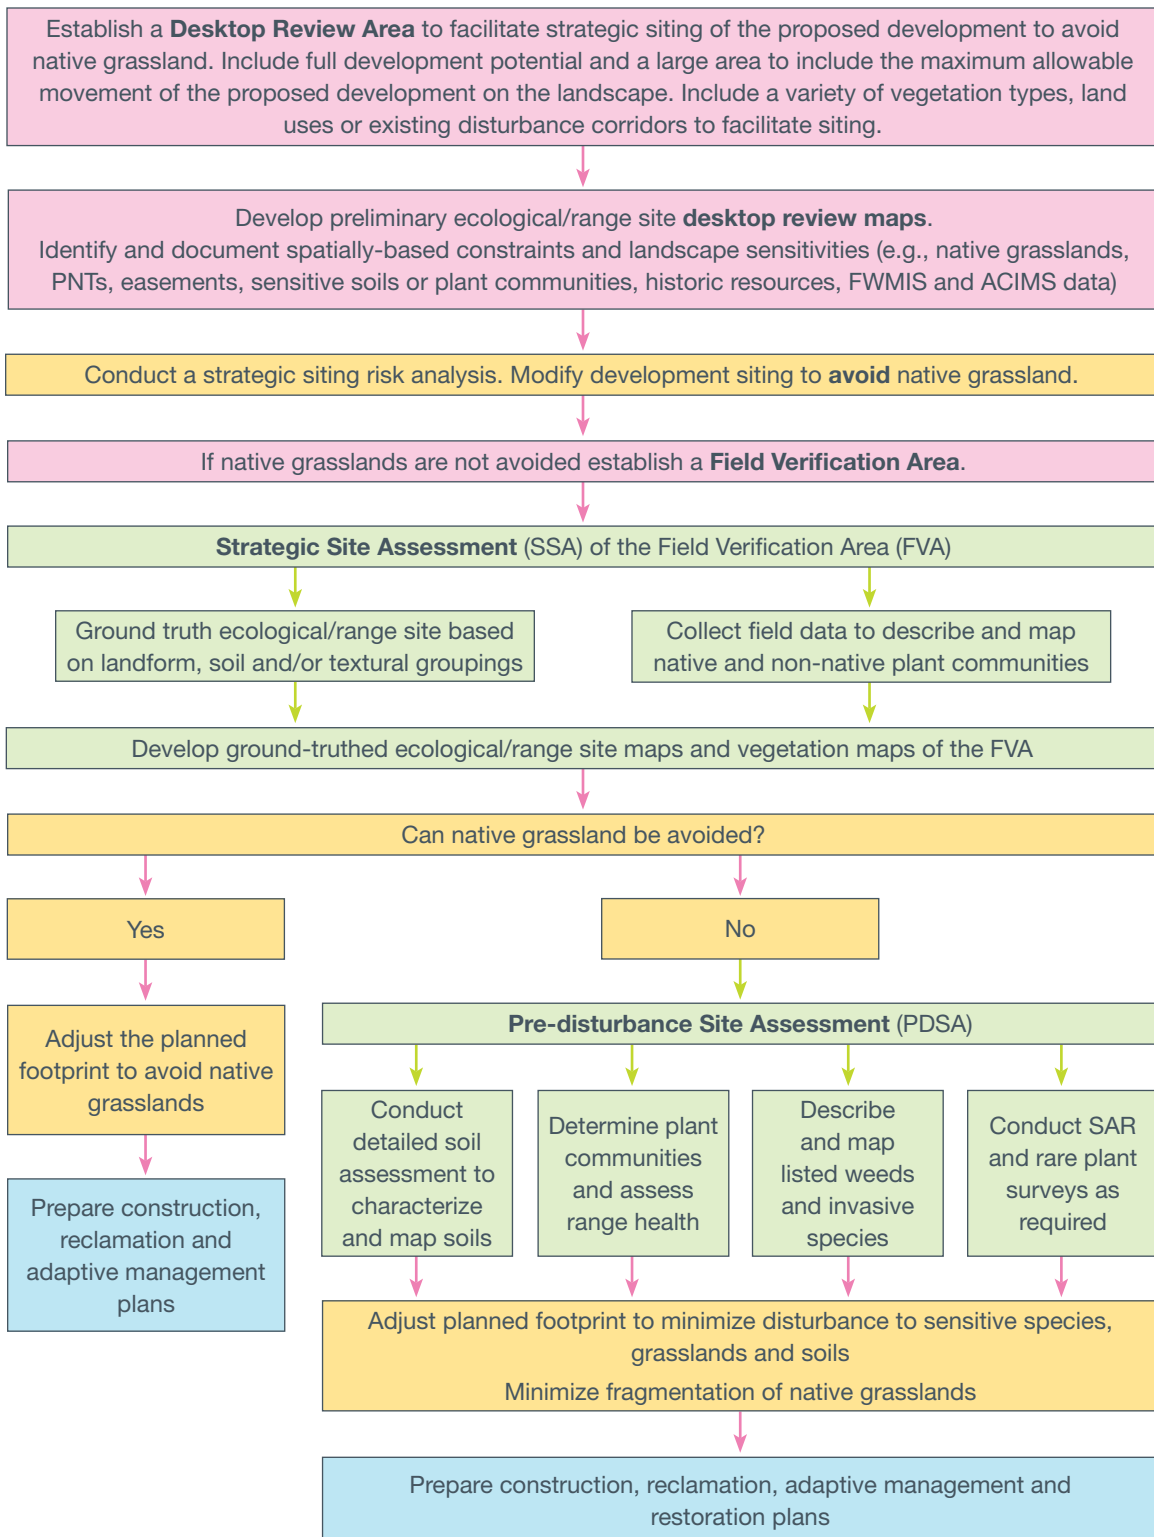 Establish a Desktop Review Area to facilitate strategic siting of the proposed development to avoid
native grassland. Include full development potential and a large area to include the maximum allowable
movement of the proposed development on the landscape. Include a variety of vegetation types, land
uses or existing disturbance corridors to facilitate siting.
Develop preliminary ecological/range site desktop review maps.
Identify and document spatially-based constraints and landscape sensitivities (e.g., native grasslands,
PNTs, easements, sensitive soils or plant communities, historic resources, FWMIS and ACIMS data)
Conduct a strategic siting risk analysis. Modify development siting to avoid native grassland.
If native grasslands are not avoided establish a Field Verification Area.
Strategic Site Assessment (SSA) of the Field Verification Area (FVA)
Ground truth ecological/range site based
on landform, soil and/or textural groupings
Collect field data to describe and map
native and non-native plant communities
Develop ground-truthed ecological/range site maps and vegetation maps of the FVA
Can native grassland be avoided?
Yes
Adjust the planned
footprint to avoid native
grasslands
Prepare construction,
reclamation and
adaptive management
plans
No
Pre-disturbance Site Assessment (PDSA)
Conduct
detailed soil
assessment to
characterize
and map soils
Determine plant
communities
and assess
range health
Describe
and map
listed weeds
and invasive
species
Conduct SAR
and rare plant
surveys as
required
Adjust planned footprint to minimize disturbance to sensitive species,
grasslands and soils
Minimize fragmentation of native grasslands
Prepare construction, reclamation, adaptive management and
restoration plans